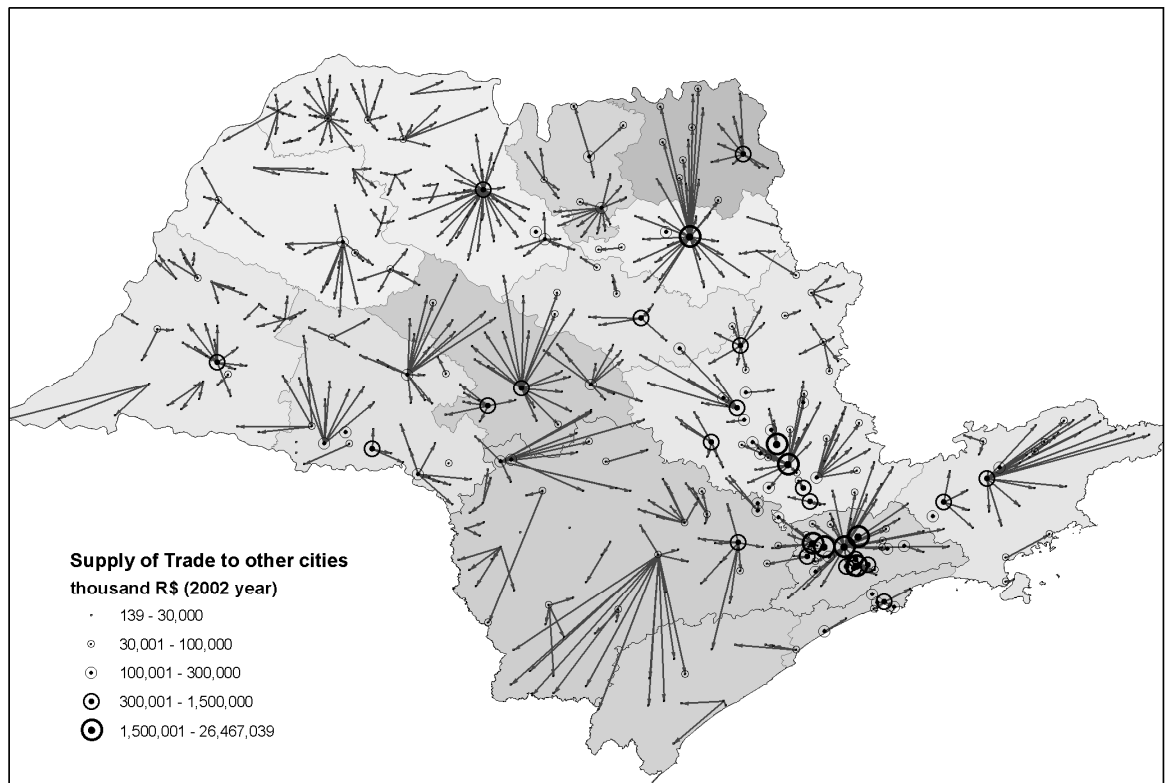 Supply of Trade to other cities
thousand R$ (2002 year)
139 - 30,000
30,001 - 100,000
100,001 - 300,000
300,001 - 1,500,000
1,500,001 - 26,467,039